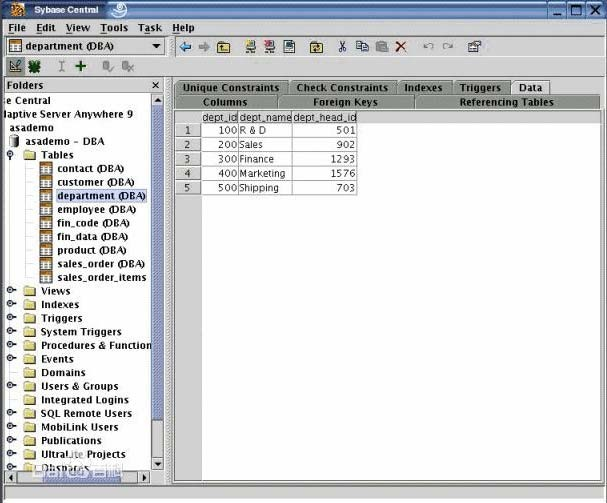 Sybase Central
File Edit View Tools Task Help
department (DBA)
Folders
se Central
laptive Server Anywhere 9
asademo
asademo – DBA
Tables
contact (DBA)
customer (DBA)
department (DBA)
employee (DBA)
fin_code (DBA)
fin_data (DBA)
product (DBA)
sales_order (DBA)
sales_order_items
Views
Indexes
Triggers
System Triggers
Procedures & Function
Events
Domains
Users & Groups
Integrated Logins
SQL Remote Users
MobiLink Users
Publications
UltraLite Projects
Dbspaces
Unique Constraints Check Constraints Indexes Triggers Data
Columns Foreign Keys Referencing Tables
dept_id dept_name dept_head_id
1 100 R & D 501
2 200 Sales 902
3 300 Finance 1293
4 400 Marketing 1576
5 500 Shipping 703